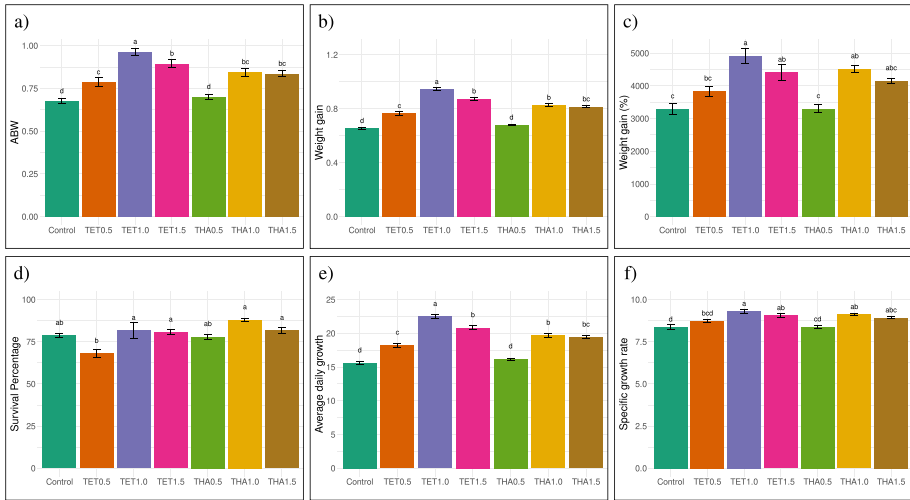 a)
ABW
1.00
0.75
0.50
0.25
0.00
d
c
a
b
d
b
b
Control TET0.5 TET1.0 TET1.5 THA0.5 THA1.0 THA1.5
b)
Weight gain
1.2
0.8
0.4
0.0
d
c
a
b
d
b
b
Control TET0.5 TET1.0 TET1.5 THA0.5 THA1.0 THA1.5
c)
Weight gain (%)
5000
4000
3000
2000
1000
0
c
bc
a
ab
c
ab
abc
Control TET0.5 TET1.0 TET1.5 THA0.5 THA1.0 THA1.5
d)
Survival Percentage
100
75
50
25
0
ab
b
a
a
ab
a
a
Control TET0.5 TET1.0 TET1.5 THA0.5 THA1.0 THA1.5
e)
Average daily growth
25
20
15
10
5
0
d
c
a
b
d
b
bc
Control TET0.5 TET1.0 TET1.5 THA0.5 THA1.0 THA1.5
f)
Specific growth rate
10.0
7.5
5.0
2.5
0.0
d
bcd
a
ab
cd
ab
abc
Control TET0.5 TET1.0 TET1.5 THA0.5 THA1.0 THA1.5